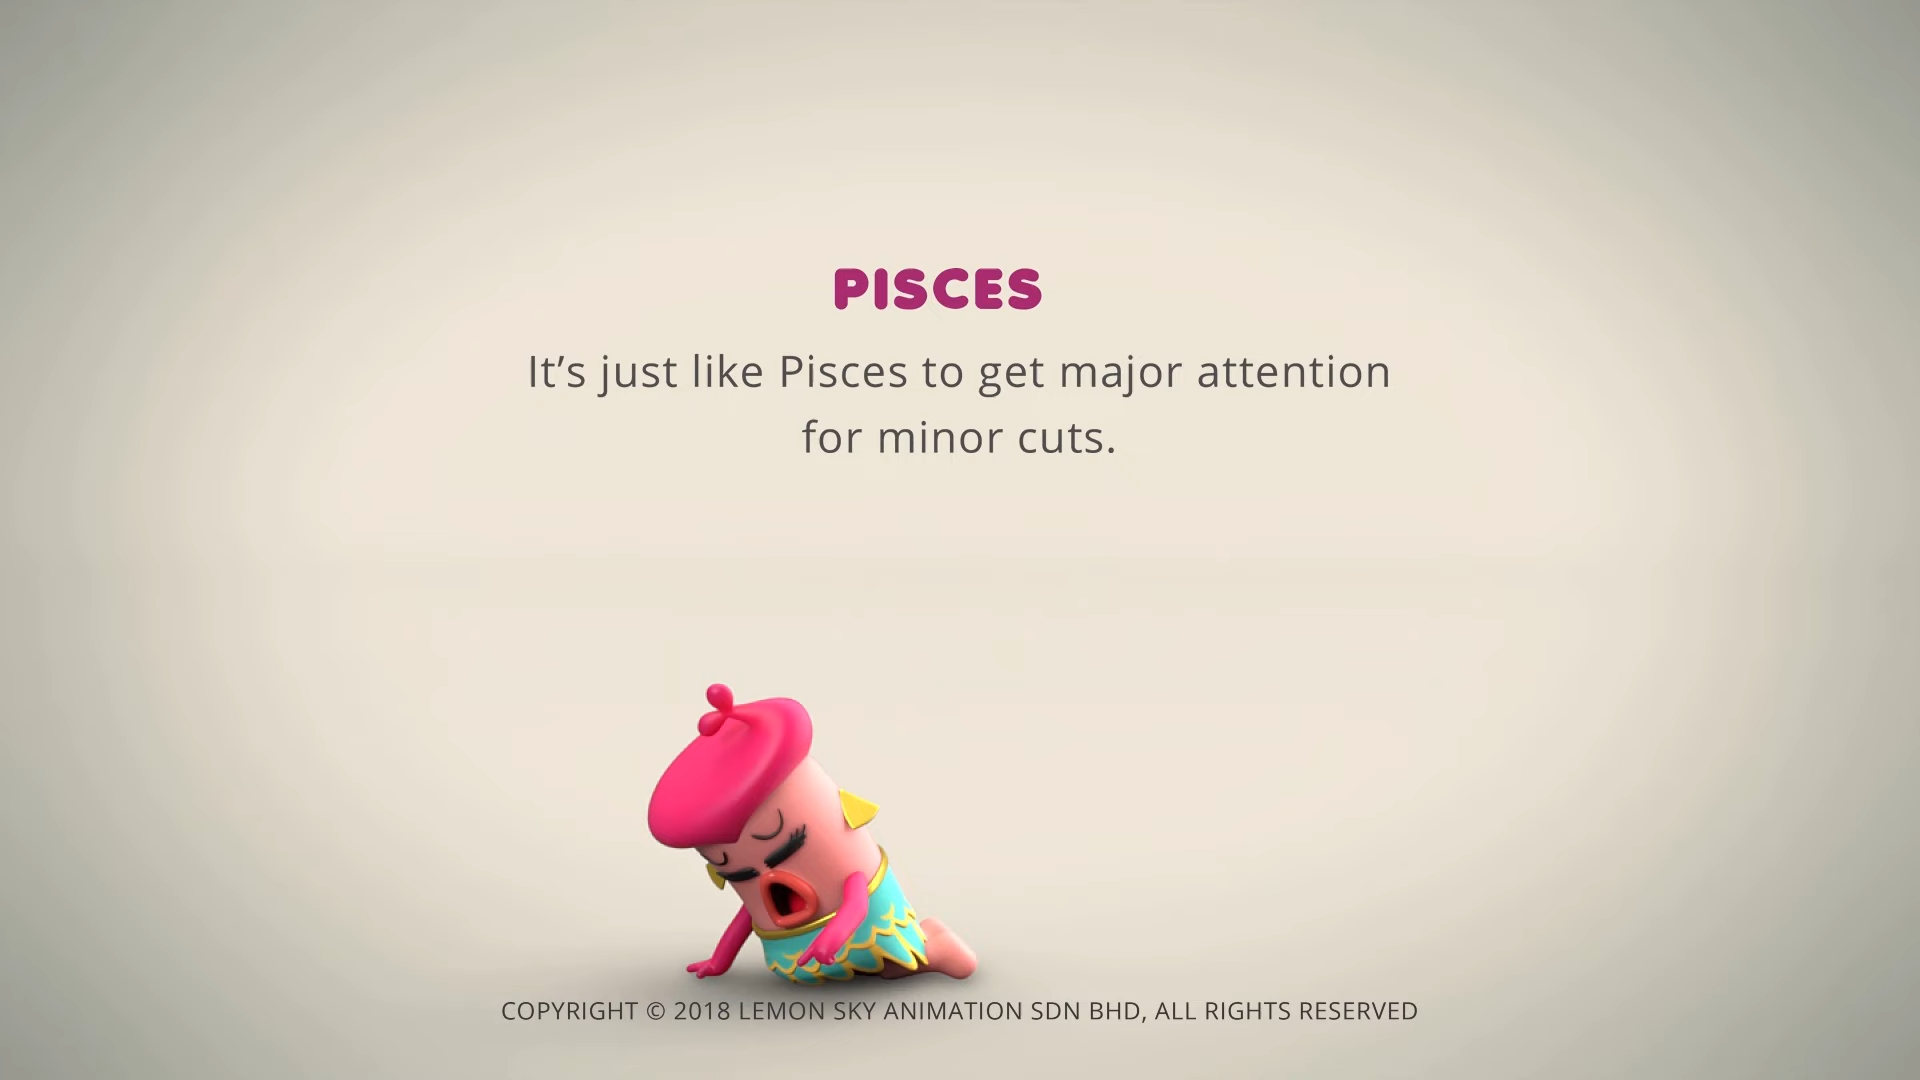 PISCES
It’s just like Pisces to get major attention
for minor cuts.
COPYRIGHT © 2018 LEMON SKY ANIMATION SDN BHD, ALL RIGHTS RESERVED